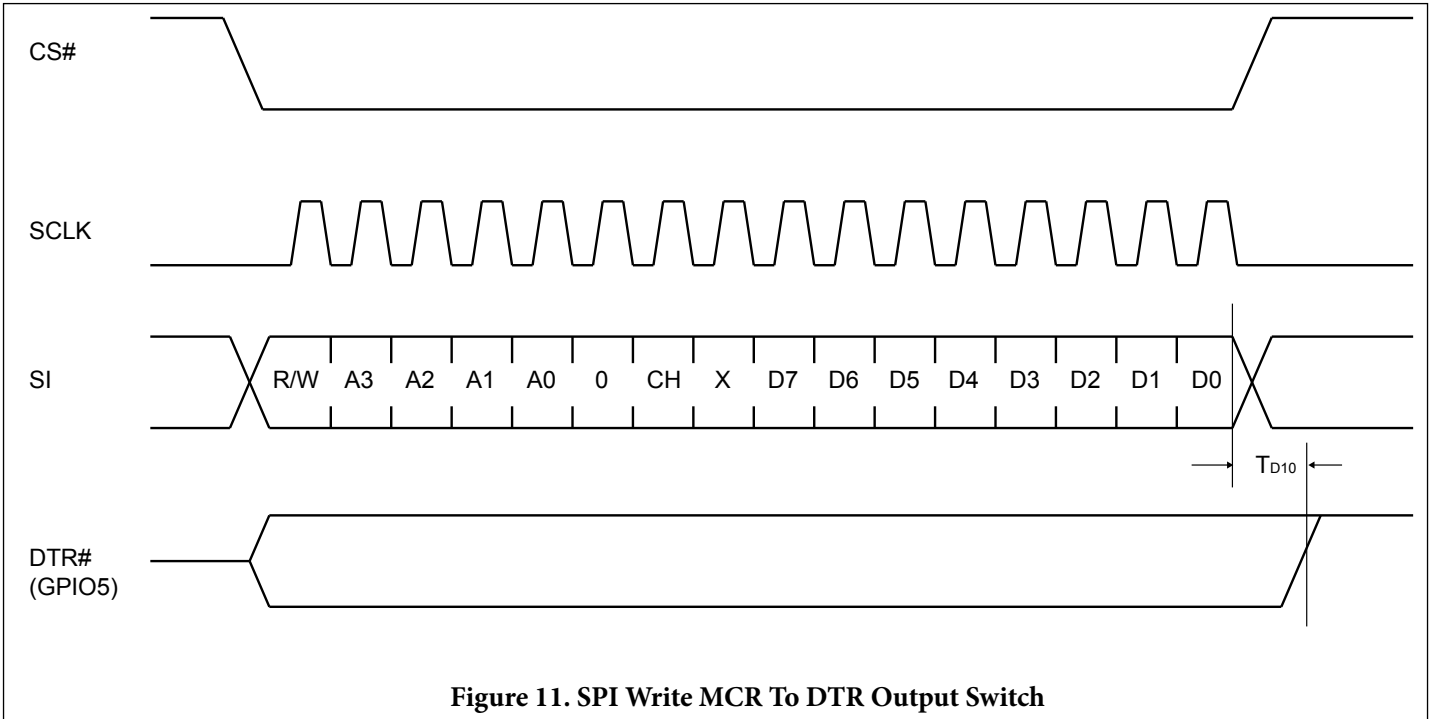 CS#
SCLK
SI
R/W A3 A2 A1 A0 0 CH X D7 D6 D5 D4 D3 D2 D1 D0
TD10
DTR#
(GPIO5)
Figure 11. SPI Write MCR To DTR Output Switch